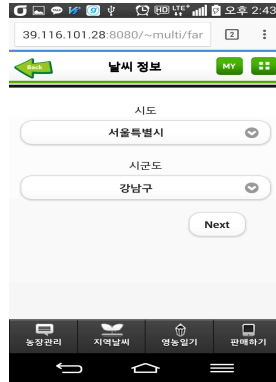 HD LTE 오후 2:43
39.116.101.28:8080/~multi/far 2
Back 날씨 정보 MY
시도
서울특별시
시군도
강남구
Next
농장관리 지역날씨 영농일기 판매하기